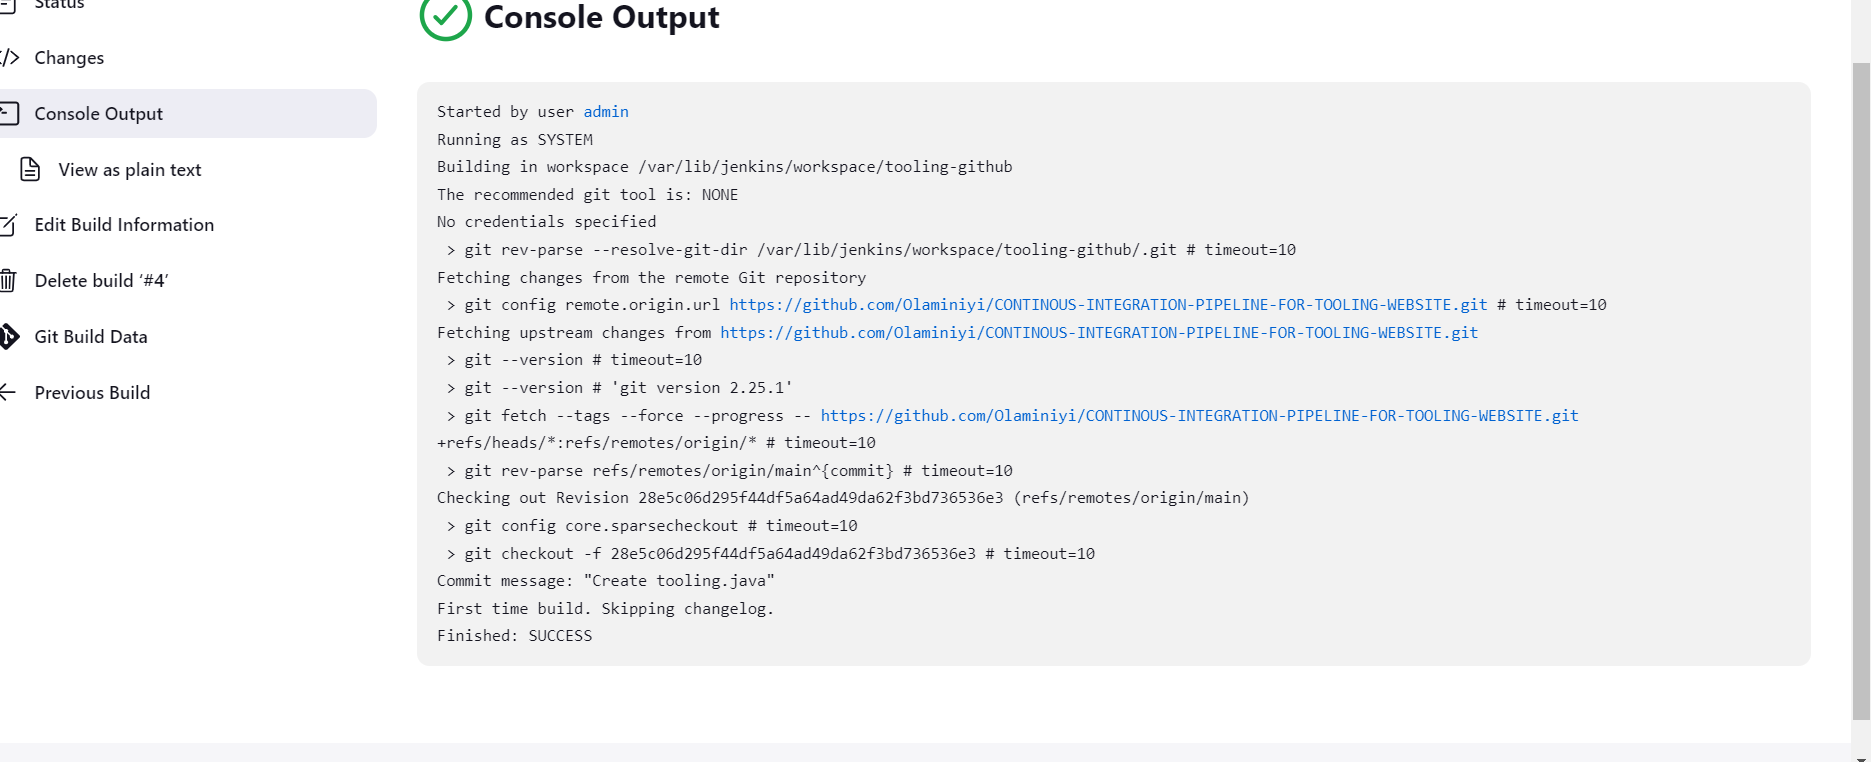 Status
Changes
Console Output
View as plain text
Edit Build Information
Delete build ‘#4’
Git Build Data
Previous Build
Console Output
Started by user admin
Running as SYSTEM
Building in workspace /var/lib/jenkins/workspace/tooling-github
The recommended git tool is: NONE
No credentials specified
 > git rev-parse --resolve-git-dir /var/lib/jenkins/workspace/tooling-github/.git # timeout=10
Fetching changes from the remote Git repository
 > git config remote.origin.url https://github.com/Olaminiyi/CONTINOUS-INTEGRATION-PIPELINE-FOR-TOOLING-WEBSITE.git # timeout=10
Fetching upstream changes from https://github.com/Olaminiyi/CONTINOUS-INTEGRATION-PIPELINE-FOR-TOOLING-WEBSITE.git
 > git --version # timeout=10
 > git --version # 'git version 2.25.1'
 > git fetch --tags --force --progress -- https://github.com/Olaminiyi/CONTINOUS-INTEGRATION-PIPELINE-FOR-TOOLING-WEBSITE.git
+refs/heads/*:refs/remotes/origin/* # timeout=10
 > git rev-parse refs/remotes/origin/main^{commit} # timeout=10
Checking out Revision 28e5c06d295f44df5a64ad49da62f3bd736536e3 (refs/remotes/origin/main)
 > git config core.sparsecheckout # timeout=10
 > git checkout -f 28e5c06d295f44df5a64ad49da62f3bd736536e3 # timeout=10
Commit message: "Create tooling.java"
First time build. Skipping changelog.
Finished: SUCCESS